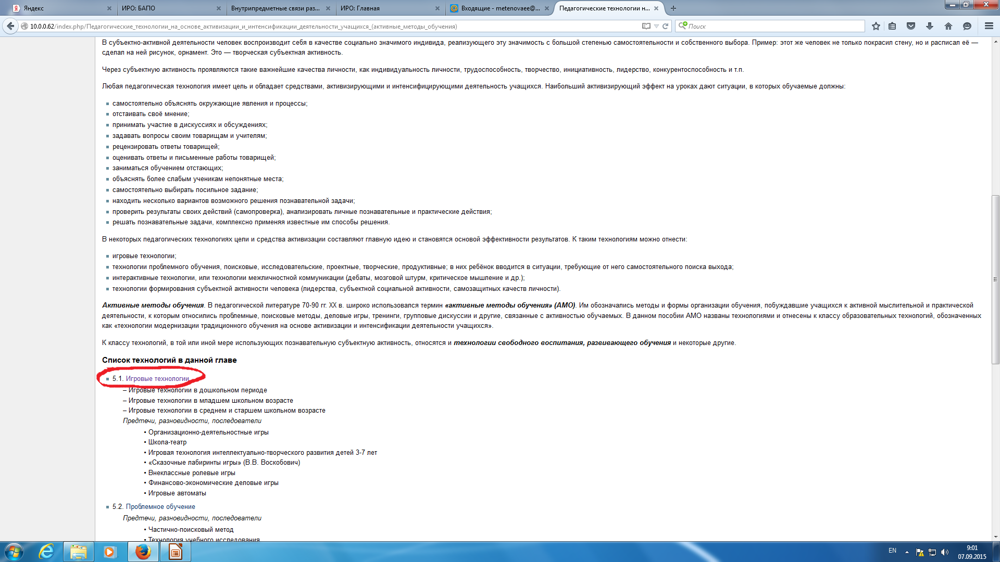 Яндекс
ИРО: БАПО
Внутрипредметные связи раз...
ИРО: Главная
Входящие - metenovaee@...
Педагогические технологии н...
10.0.0.62/index.php/Педагогические_технологии_на_основе_активизации_и_интенсификации_деятельности_учащихся_(активные_методы_обучения)
Поиск
В субъектно-активной деятельности человек воспроизводит себя в качестве социально значимого индивида, реализующего эту значимость с большой степенью самостоятельности и собственного выбора. Пример: этот же человек не только покрасил стену, но и расписал её —
сделал на ней рисунок, орнамент. Это — творческая субъектная активность.
Через субъектную активность проявляются такие важнейшие качества личности, как индивидуальность личности, трудоспособность, творчество, инициативность, лидерство, конкурентоспособность и т.п.
Любая педагогическая технология имеет цель и обладает средствами, активизирующими и интенсифицирующими деятельность учащихся. Наибольший активизирующий эффект на уроках дают ситуации, в которых обучаемые должны:
самостоятельно объяснять окружающие явления и процессы;
отстаивать своё мнение;
принимать участие в дискуссиях и обсуждениях;
задавать вопросы своим товарищам и учителям;
рецензировать ответы товарищей;
оценивать ответы и письменные работы товарищей;
заниматься обучением отстающих;
объяснять более слабым ученикам непонятные места;
самостоятельно выбирать посильное задание;
находить несколько вариантов возможного решения познавательной задачи;
проверить результаты своих действий (самопроверка), анализировать личные познавательные и практические действия;
решать познавательные задачи, комплексно применяя известные им способы решения.
В некоторых педагогических технологиях цели и средства активизации составляют главную идею и становятся основой эффективности результатов. К таким технологиям можно отнести:
игровые технологии;
технологии проблемного обучения, поисковые, исследовательские, проектные, творческие, продуктивные; в них ребёнок вводится в ситуации, требующие от него самостоятельного поиска выхода;
интерактивные технологии, или технологии межличностной коммуникации (дебаты, мозговой штурм, критическое мышление и др.);
технологии формирования субъектной активности человека (лидерства, субъектной социальной активности, самозащитных качеств личности).
Активные методы обучения. В педагогической литературе 70-90 гг. XX в. широко использовался термин «активные методы обучения» (АМО). Им обозначались методы и формы организации обучения, побуждавшие учащихся к активной мыслительной и практической
деятельности, к которым относились проблемные, поисковые методы, деловые игры, тренинги, групповые дискуссии и другие, связанные с активностью обучаемых. В данном пособии АМО названы технологиями и отнесены к классу образовательных технологий, обозначенных
как «технологии модернизации традиционного обучения на основе активизации и интенсификации деятельности учащихся».
К классу технологий, в той или иной мере использующих познавательную субъектную активность, относятся и технологии свободного воспитания, развивающего обучения и некоторые другие.
Список технологий в данной главе
5.1. Игровые технологии
– Игровые технологии в дошкольном периоде
– Игровые технологии в младшем школьном возрасте
– Игровые технологии в среднем и старшем школьном возрасте
Предтечи, разновидности, последователи
• Организационно-деятельностные игры
• Школа-театр
• Игровая технология интеллектуально-творческого развития детей 3-7 лет
• «Сказочные лабиринты игры» (В.В. Воскобович)
• Внеклассные ролевые игры
• Финансово-экономические деловые игры
• Игровые автоматы
5.2. Проблемное обучение
Предтечи, разновидности, последователи
• Частично-поисковый метод
• Технология учебного исследования
EN
9:01
07.09.2015